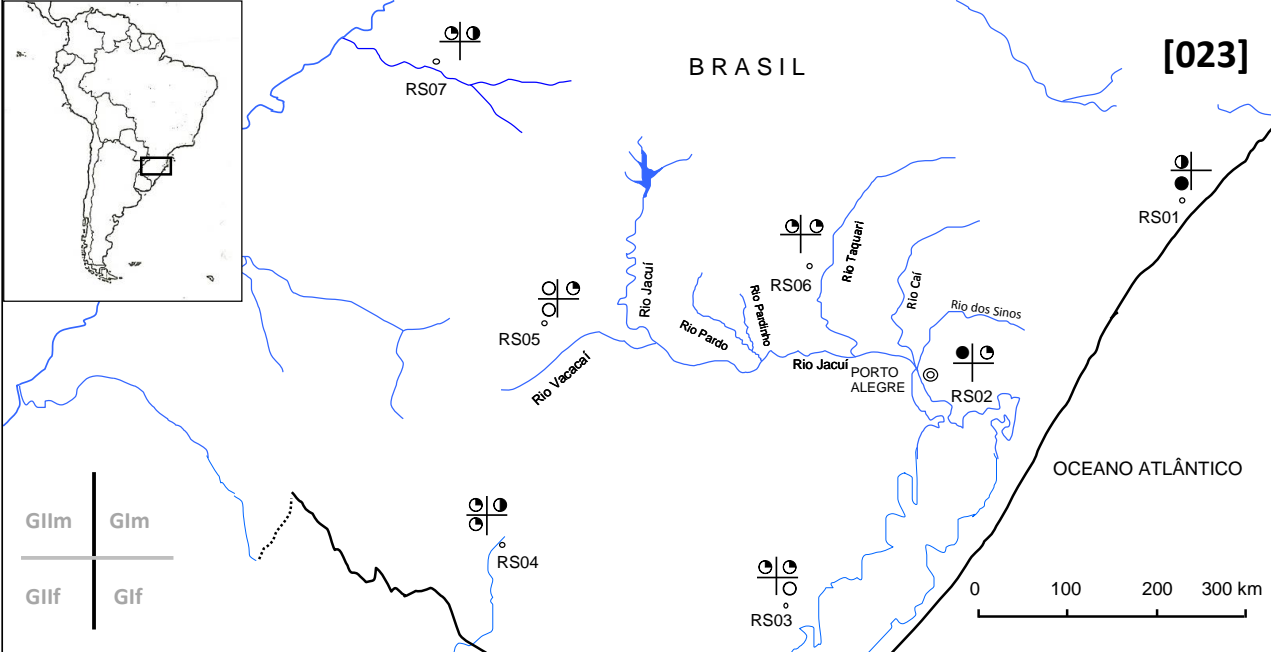 BRASIL
[023]
RS07
RS01
Rio Taquari
RS06
Rio Jacuí
Rio Caí
Rio Pardinho
Rio dos Sinos
RS05
Rio Pardo
Rio Vacacaí
Rio Jacuí
PORTO
ALEGRE
RS02
OCEANO ATLÂNTICO
GIIm
GIm
GIIf
GIf
RS04
RS03
0 100 200 300 km